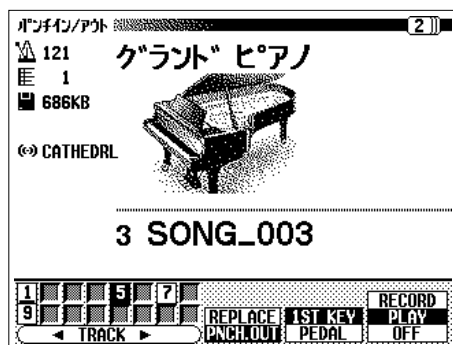 パンチイン/アウト 2
121
1
686KB
CATHEDRL
グランド ピアノ
3 SONG_003
1 5 7
9
◄ TRACK ►
REPLACE
PNCH.OUT
1ST KEY
PEDAL
RECORD
PLAY
OFF